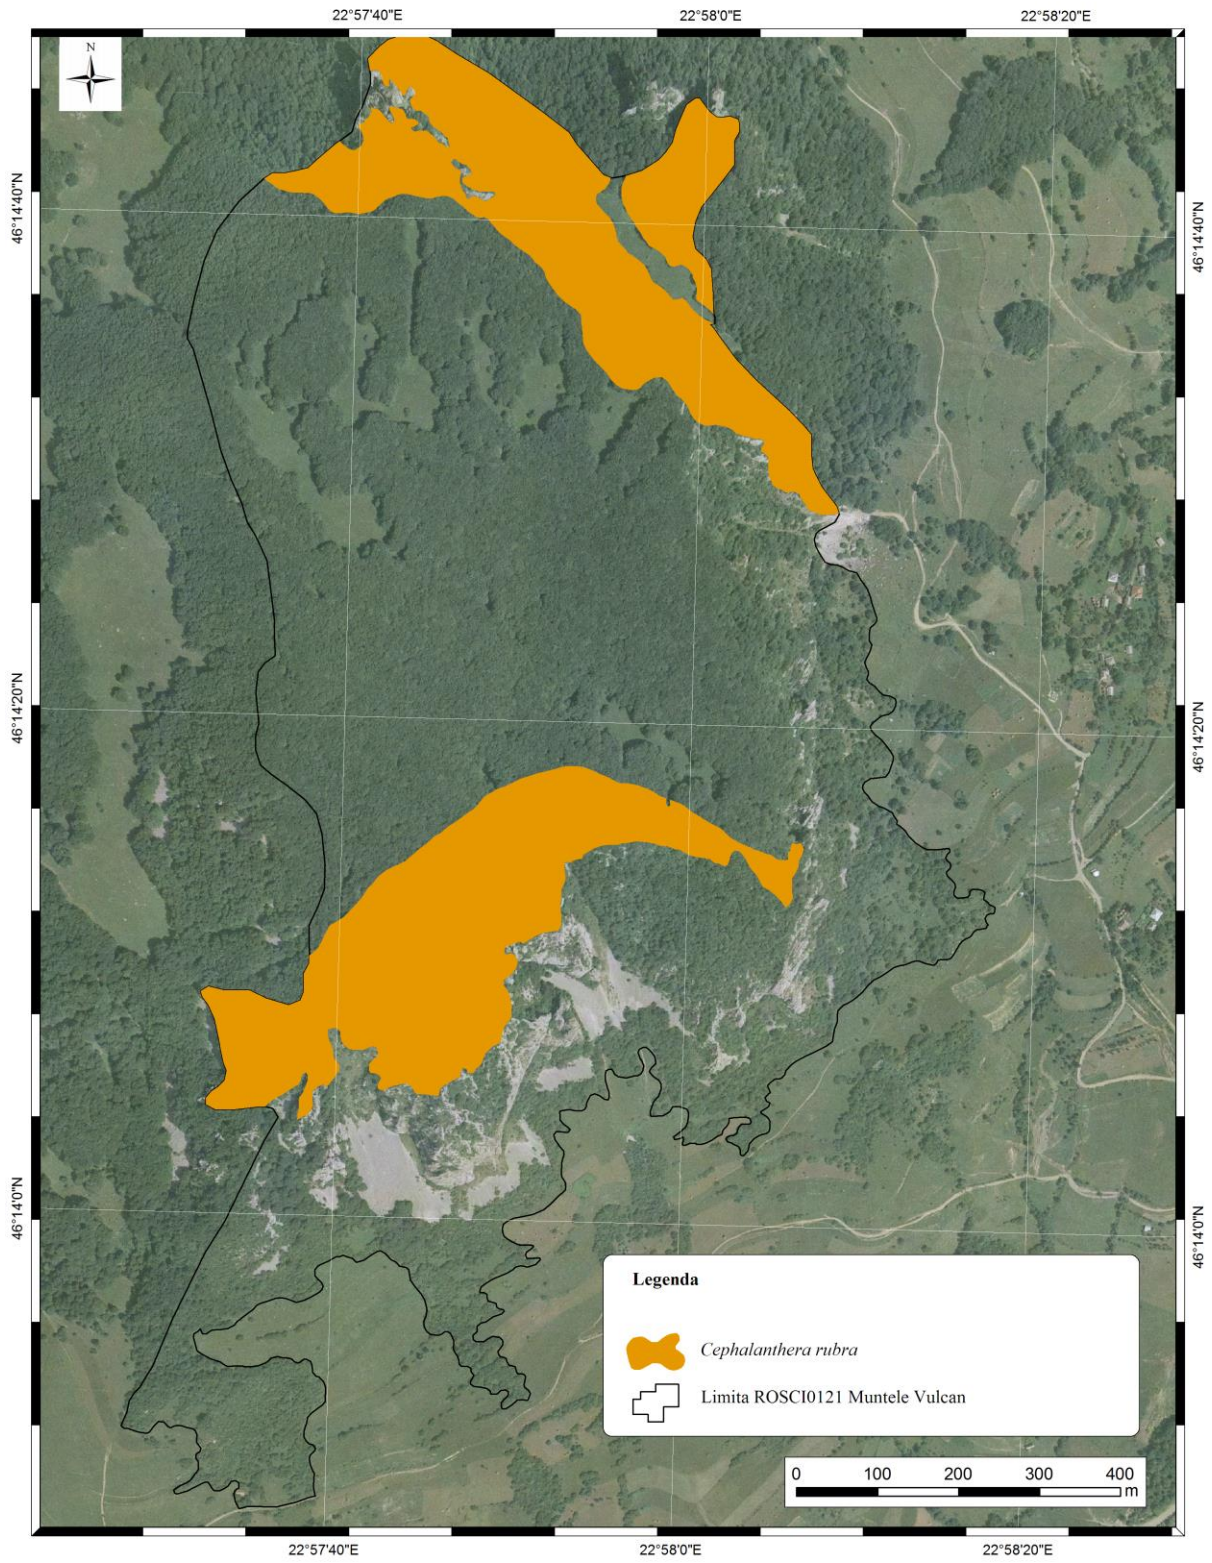 22°57'40"E 22°58'0"E 22°58'20"E
N
46°14'40"N 46°14'40"N
46°14'20"N 46°14'20"N
46°14'0"N 46°14'0"N
Legenda
Cephalanthera rubra
Limita ROSCI0121 Muntele Vulcan
0 100 200 300 400
m
22°57'40"E 22°58'0"E 22°58'20"E